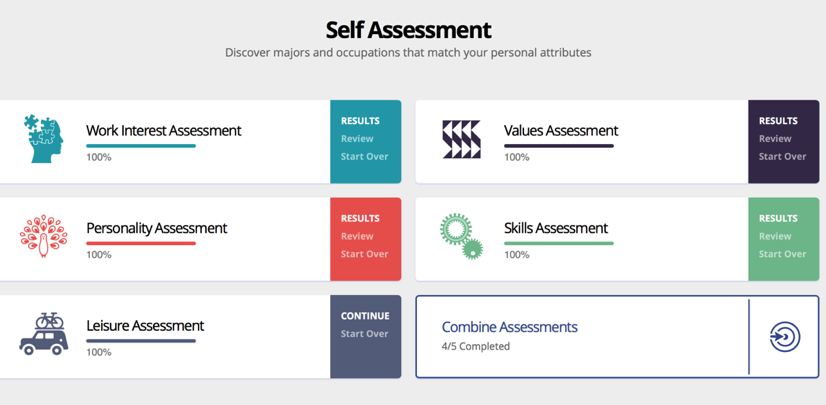 Self Assessment
Discover majors and occupations that match your personal attributes
Work Interest Assessment
100%
RESULTS
Review
Start Over
Values Assessment
100%
RESULTS
Review
Start Over
Personality Assessment
100%
RESULTS
Review
Start Over
Skills Assessment
100%
RESULTS
Review
Start Over
Leisure Assessment
100%
CONTINUE
Start Over
Combine Assessments
4/5 Completed